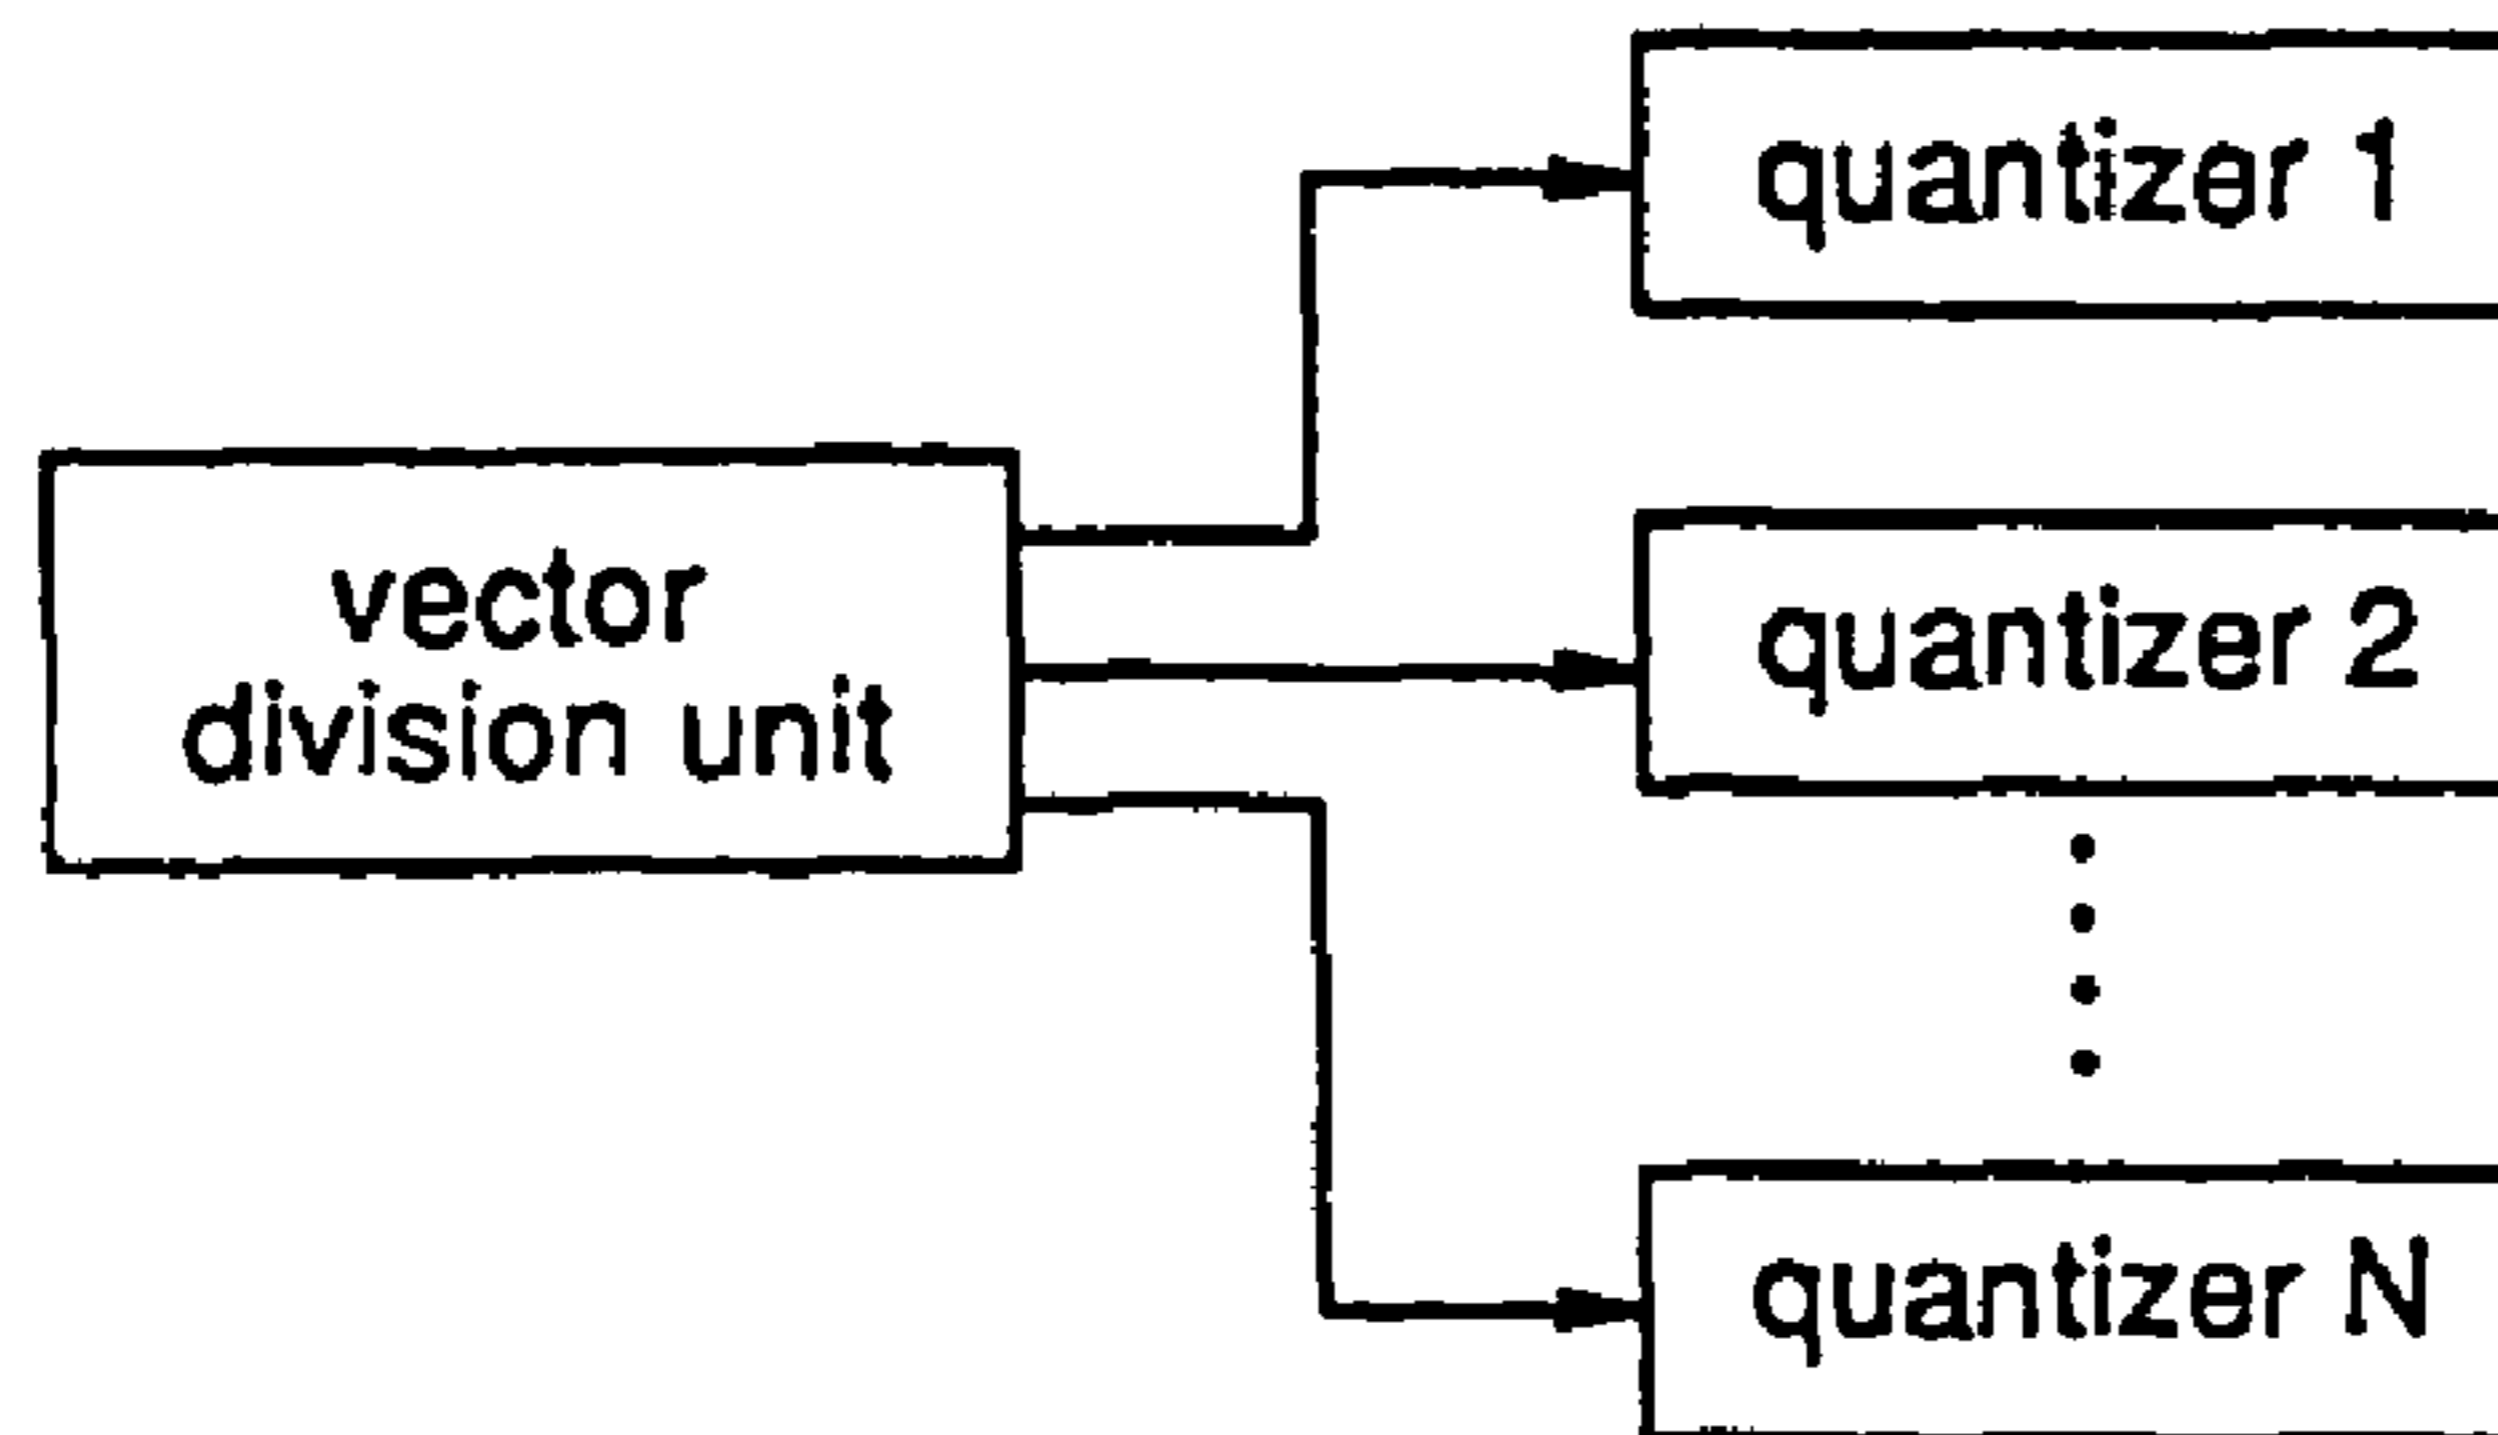 quantizer 1
vector
division unit
quantizer 2
quantizer N